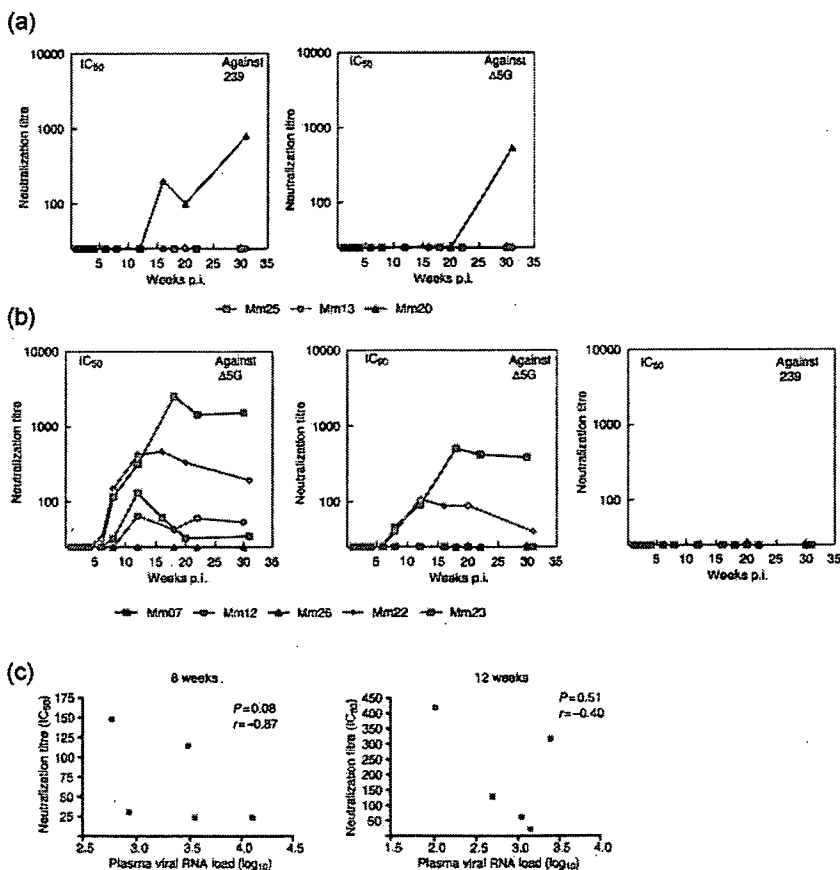 (a)
10000
1000
100
Neutralization titre
IC50
Against
239
5 10 15 20 25 30 35
Weeks p.i.
10000
1000
100
Neutralization titre
IC50
Against
Δ5G
0 5 10 15 20 25 30 35
Weeks p.i.
Mm25 Mm13 Mm20
(b)
10000
1000
100
Neutralization titre
IC50
Against
Δ5G
5 10 15 20 25 30 35
Weeks p.i.
10000
1000
100
Neutralization titre
Against
Δ5G
5 10 15 20 25 30 35
Weeks p.i.
10000
1000
100
Neutralization titre
IC50
Against
239
5 10 15 20 25 30 35
Weeks p.i.
Mm07 Mm12 Mm26 Mm22 Mm23
(c)
8 weeks
175
150
125
100
75
50
25
Neutralization titre (IC50)
P=0.08
2.5 3.0 3.5 4.0 4.5
Plasma viral RNA load (log10)
12 weeks
450
400
350
300
250
200
150
100
50
Neutralization titre (IC50)
P=0.51
r=−0.40
1.5 2.0 2.5 3.0 3.5 4.0
Plasma viral RNA load (log10)